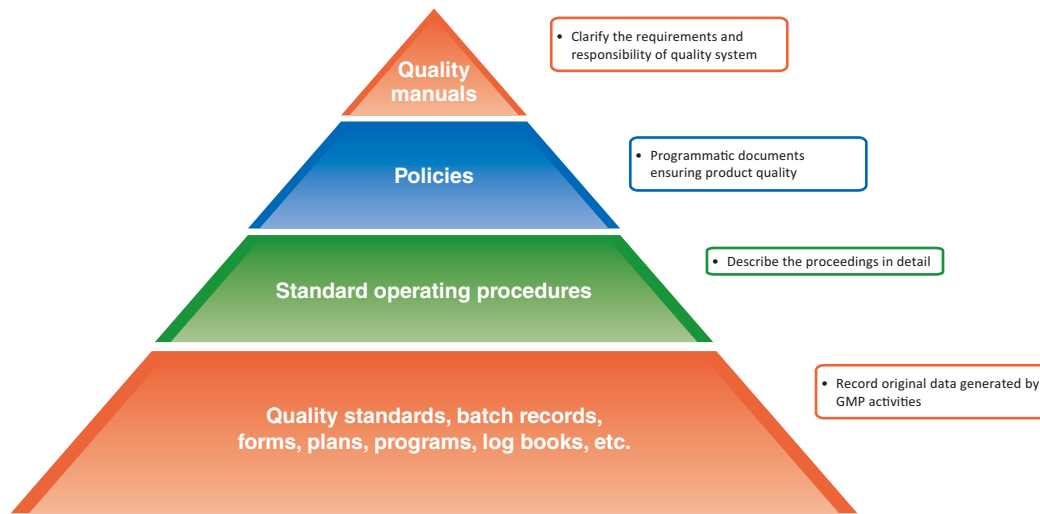 Quality
manuals
• Clarify the requirements and
responsibility of quality system
Policies
• Programmatic documents
ensuring product quality
Standard operating procedures
• Describe the proceedings in detail
Quality standards, batch records,
forms, plans, programs, log books, etc.
• Record original data generated by
GMP activities